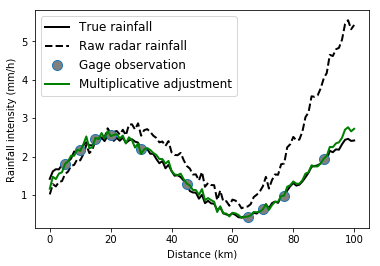 True rainfall
Raw radar rainfall
Gage observation
Multiplicative adjustment
Rainfall intensity (mm/h)
5
4
3
2
1
0
20
40
60
80
100
Distance (km)